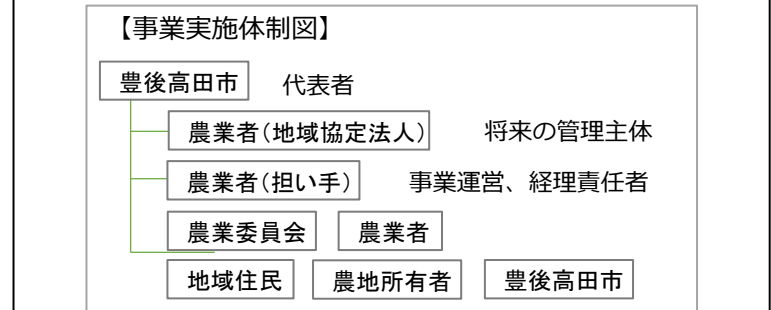 【事業実施体制図】
豊後高田市 代表者
農業者(地域協定法人) 将来の管理主体
農業者(担い手) 事業運営、経理責任者
農業委員会 農業者
地域住民 農地所有者 豊後高田市